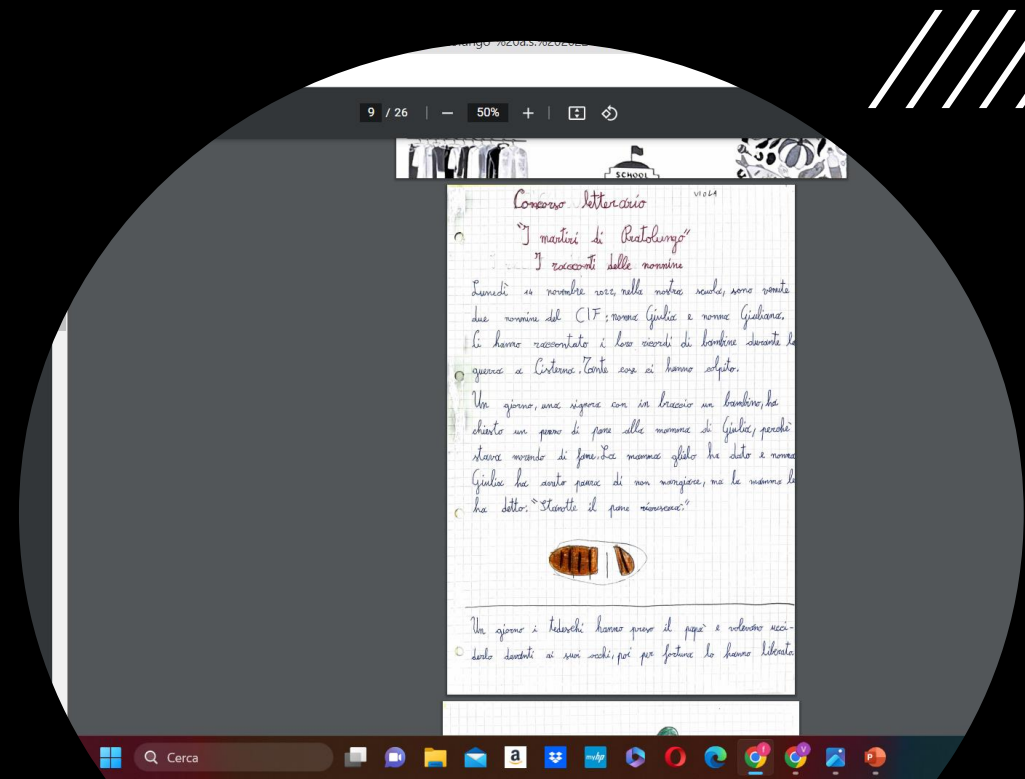 9 / 26 — 50% +
SCHOOL
VIOLA
Concorso letterario
"I martiri di Pratolungo"
I racconti delle nonnine
Lunedì 14 novembre 2022, nella nostra scuola, sono venute
due nonnine del CIF: nonna Giulia e nonna Giuliana.
Ci hanno raccontato i loro ricordi di bambine durante la
guerra a Cisterna. Tante cose ci hanno colpito.
Un giorno, una signora con in braccio un bambino, ha
chiesto un pezzo di pane alla mamma di Giulia, perchè
stava morendo di fame. La mamma glielo ha dato e nonna
Giulia ha avuto paura di non mangiare, ma la mamma le
ha detto: "Stanotte il pane ricrescerà."
Un giorno i tedeschi hanno preso il papà e volevano ucci-
derlo davanti ai suoi occhi, poi per fortuna lo hanno liberato.
Cerca
a
myhp